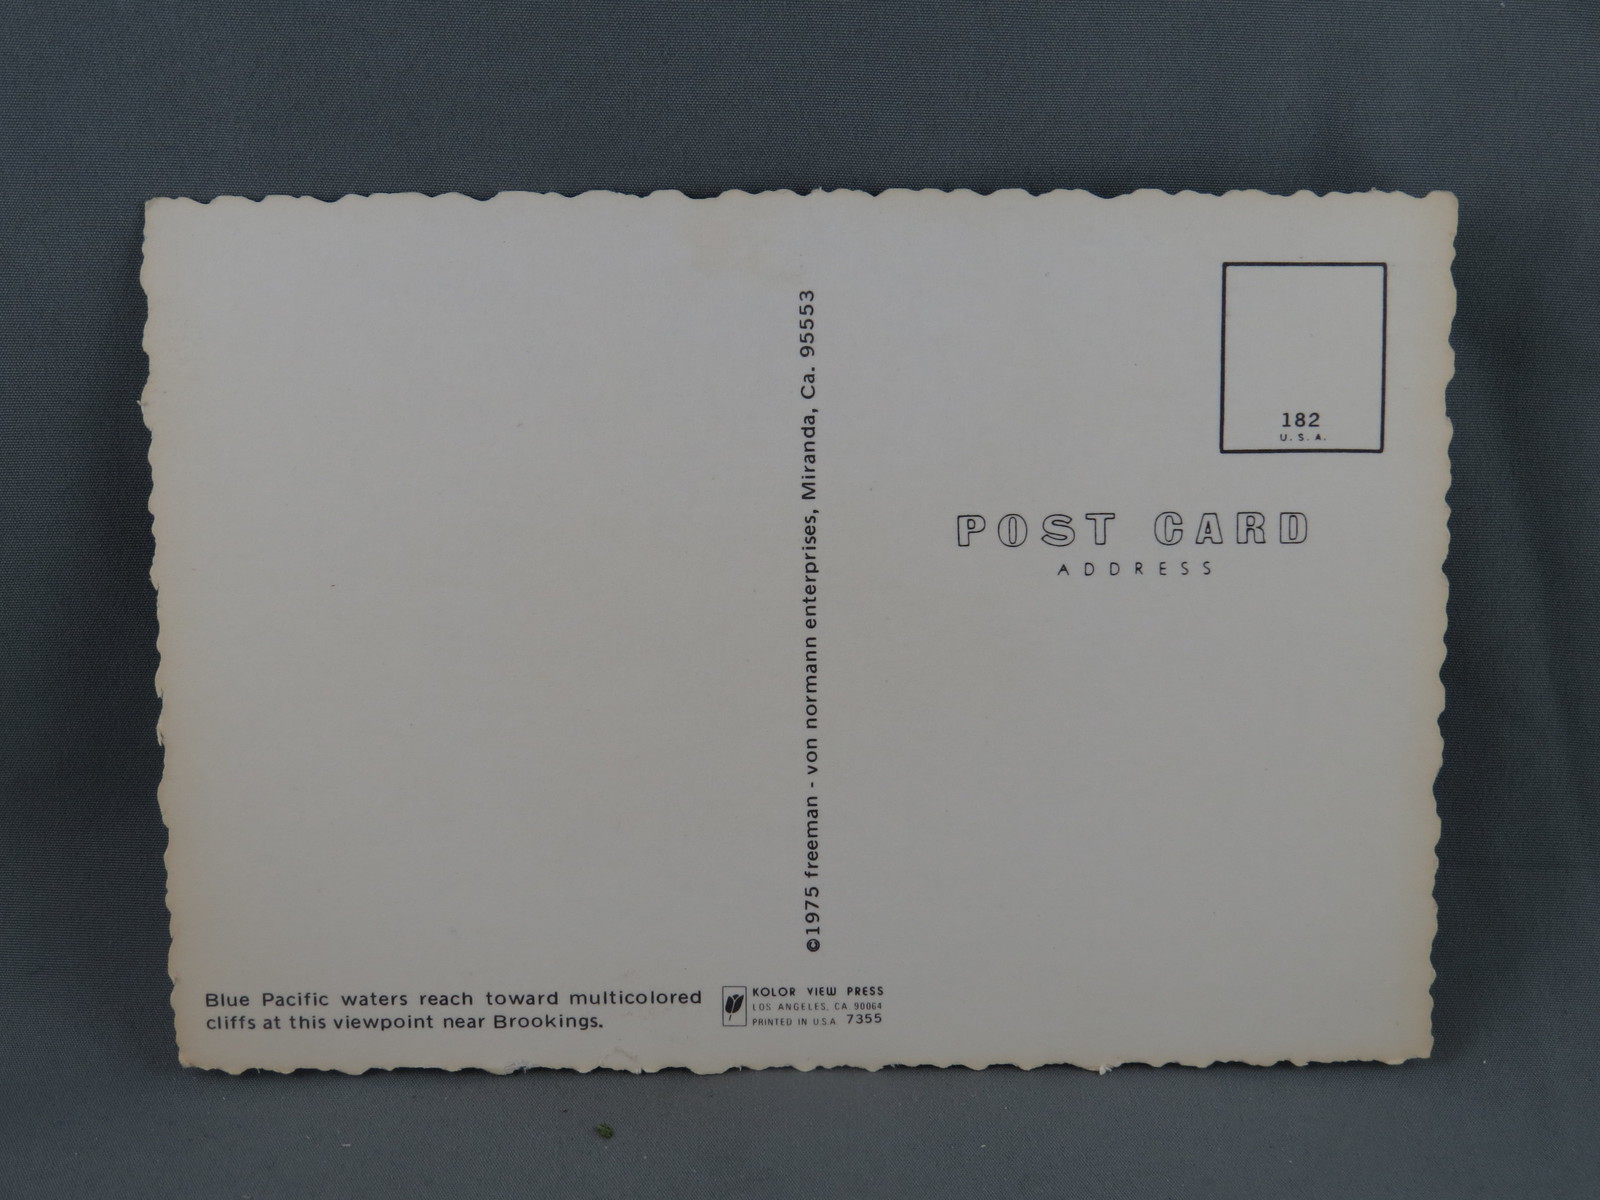 182
U.S.A.
POST CARD
ADDRESS
©1975 freeman - von normann enterprises, Miranda, Ca. 95553
Blue Pacific waters reach toward multicolored
cliffs at this viewpoint near Brookings.
KOLOR VIEW PRESS
LOS ANGELES, CA 90064
PRINTED IN U.S.A. 7355